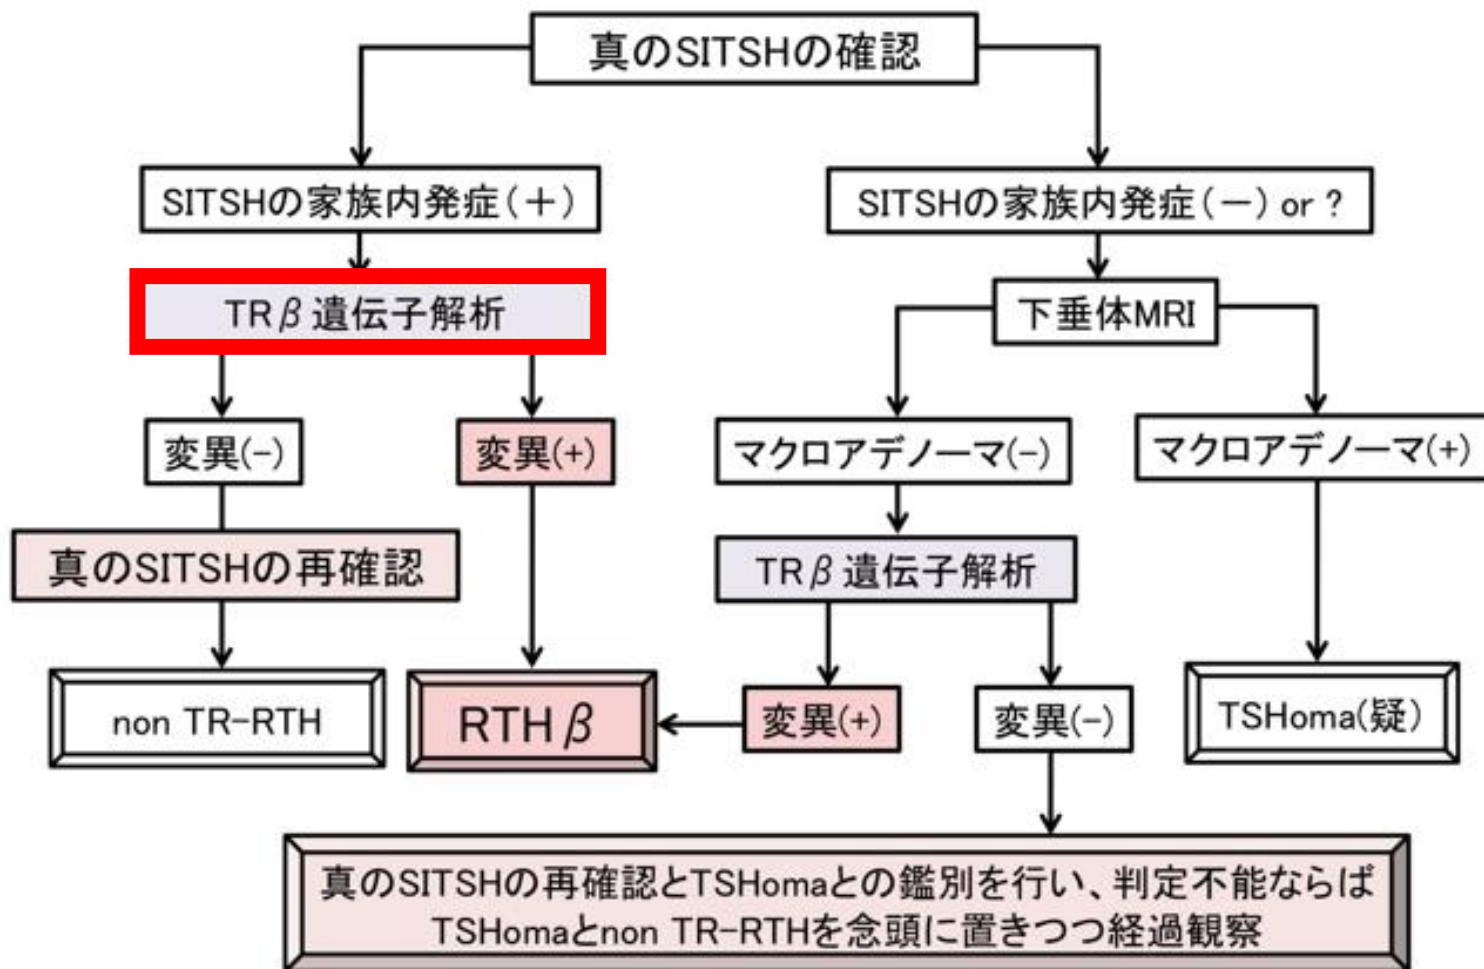 真のSITSHの確認
SITSHの家族内発症(＋)
SITSHの家族内発症(－) or ?
TRβ遺伝子解析
下垂体MRI
変異(-)
変異(+)
マクロアデノーマ(-)
マクロアデノーマ(+)
真のSITSHの再確認
TRβ遺伝子解析
non TR-RTH
RTHβ
変異(+)
変異(-)
TSHoma(疑)
真のSITSHの再確認とTSHomaとの鑑別を行い、判定不能ならば
TSHomaとnon TR-RTHを念頭に置きつつ経過観察